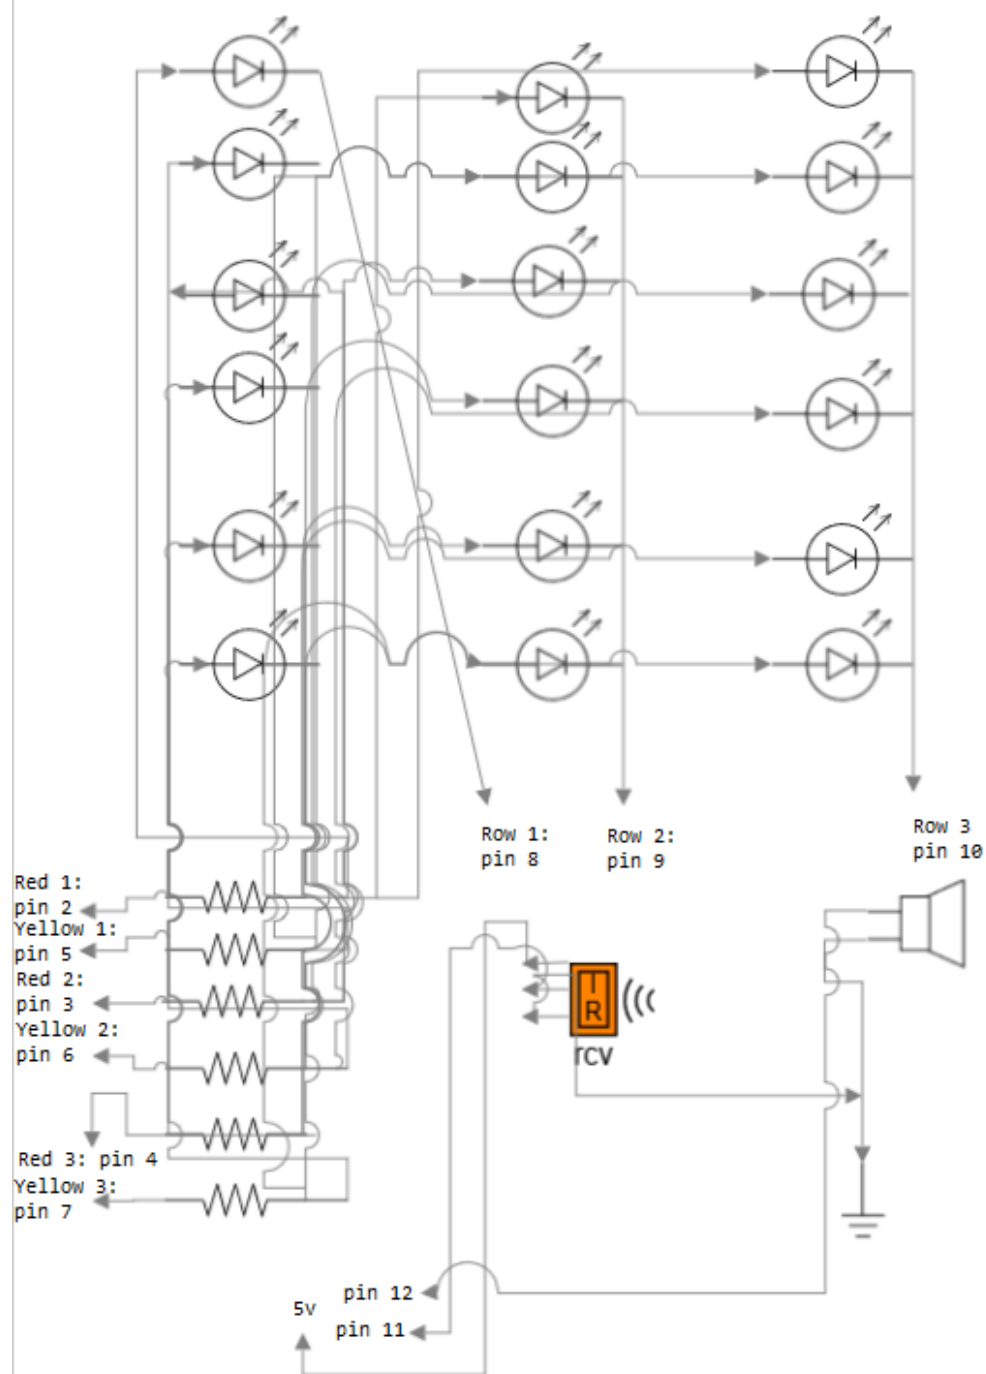 Row 1:
pin 8
Row 2:
pin 9
Row 3
pin 10
Red 1:
pin 2
Yellow 1:
pin 5
Red 2:
pin 3
Yellow 2:
pin 6
Red 3: pin 4
Yellow 3:
pin 7
T
R
rcv
pin 12
5v
pin 11